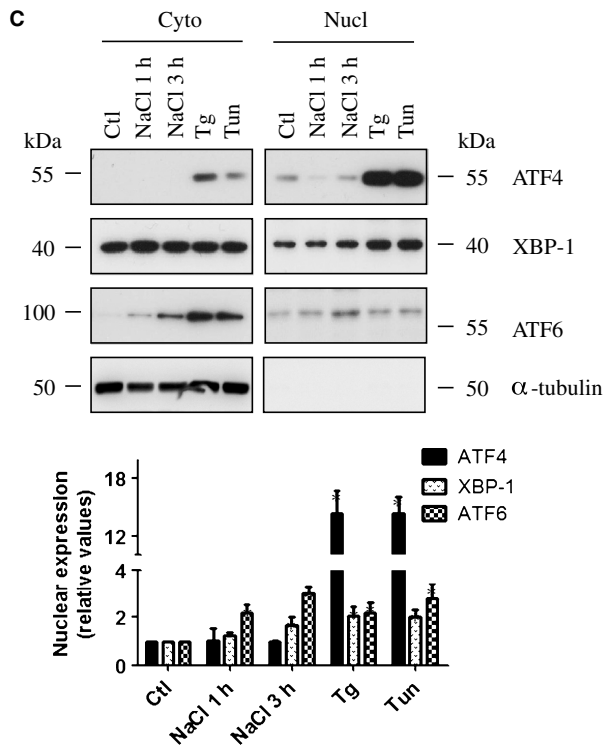 C
Cyto Nucl
Ctl NaCl 1 h NaCl 3 h Tg Tun Ctl NaCl 1 h NaCl 3 h Tg Tun
kDa kDa
55 55 ATF4
40 40 XBP-1
100 55 ATF6
50 50 α-tubulin
Nuclear expression
(relative values)
18
12
4
2
0
ATF4
XBP-1
ATF6
* * * * *
Ctl NaCl 1 h NaCl 3 h Tg Tun